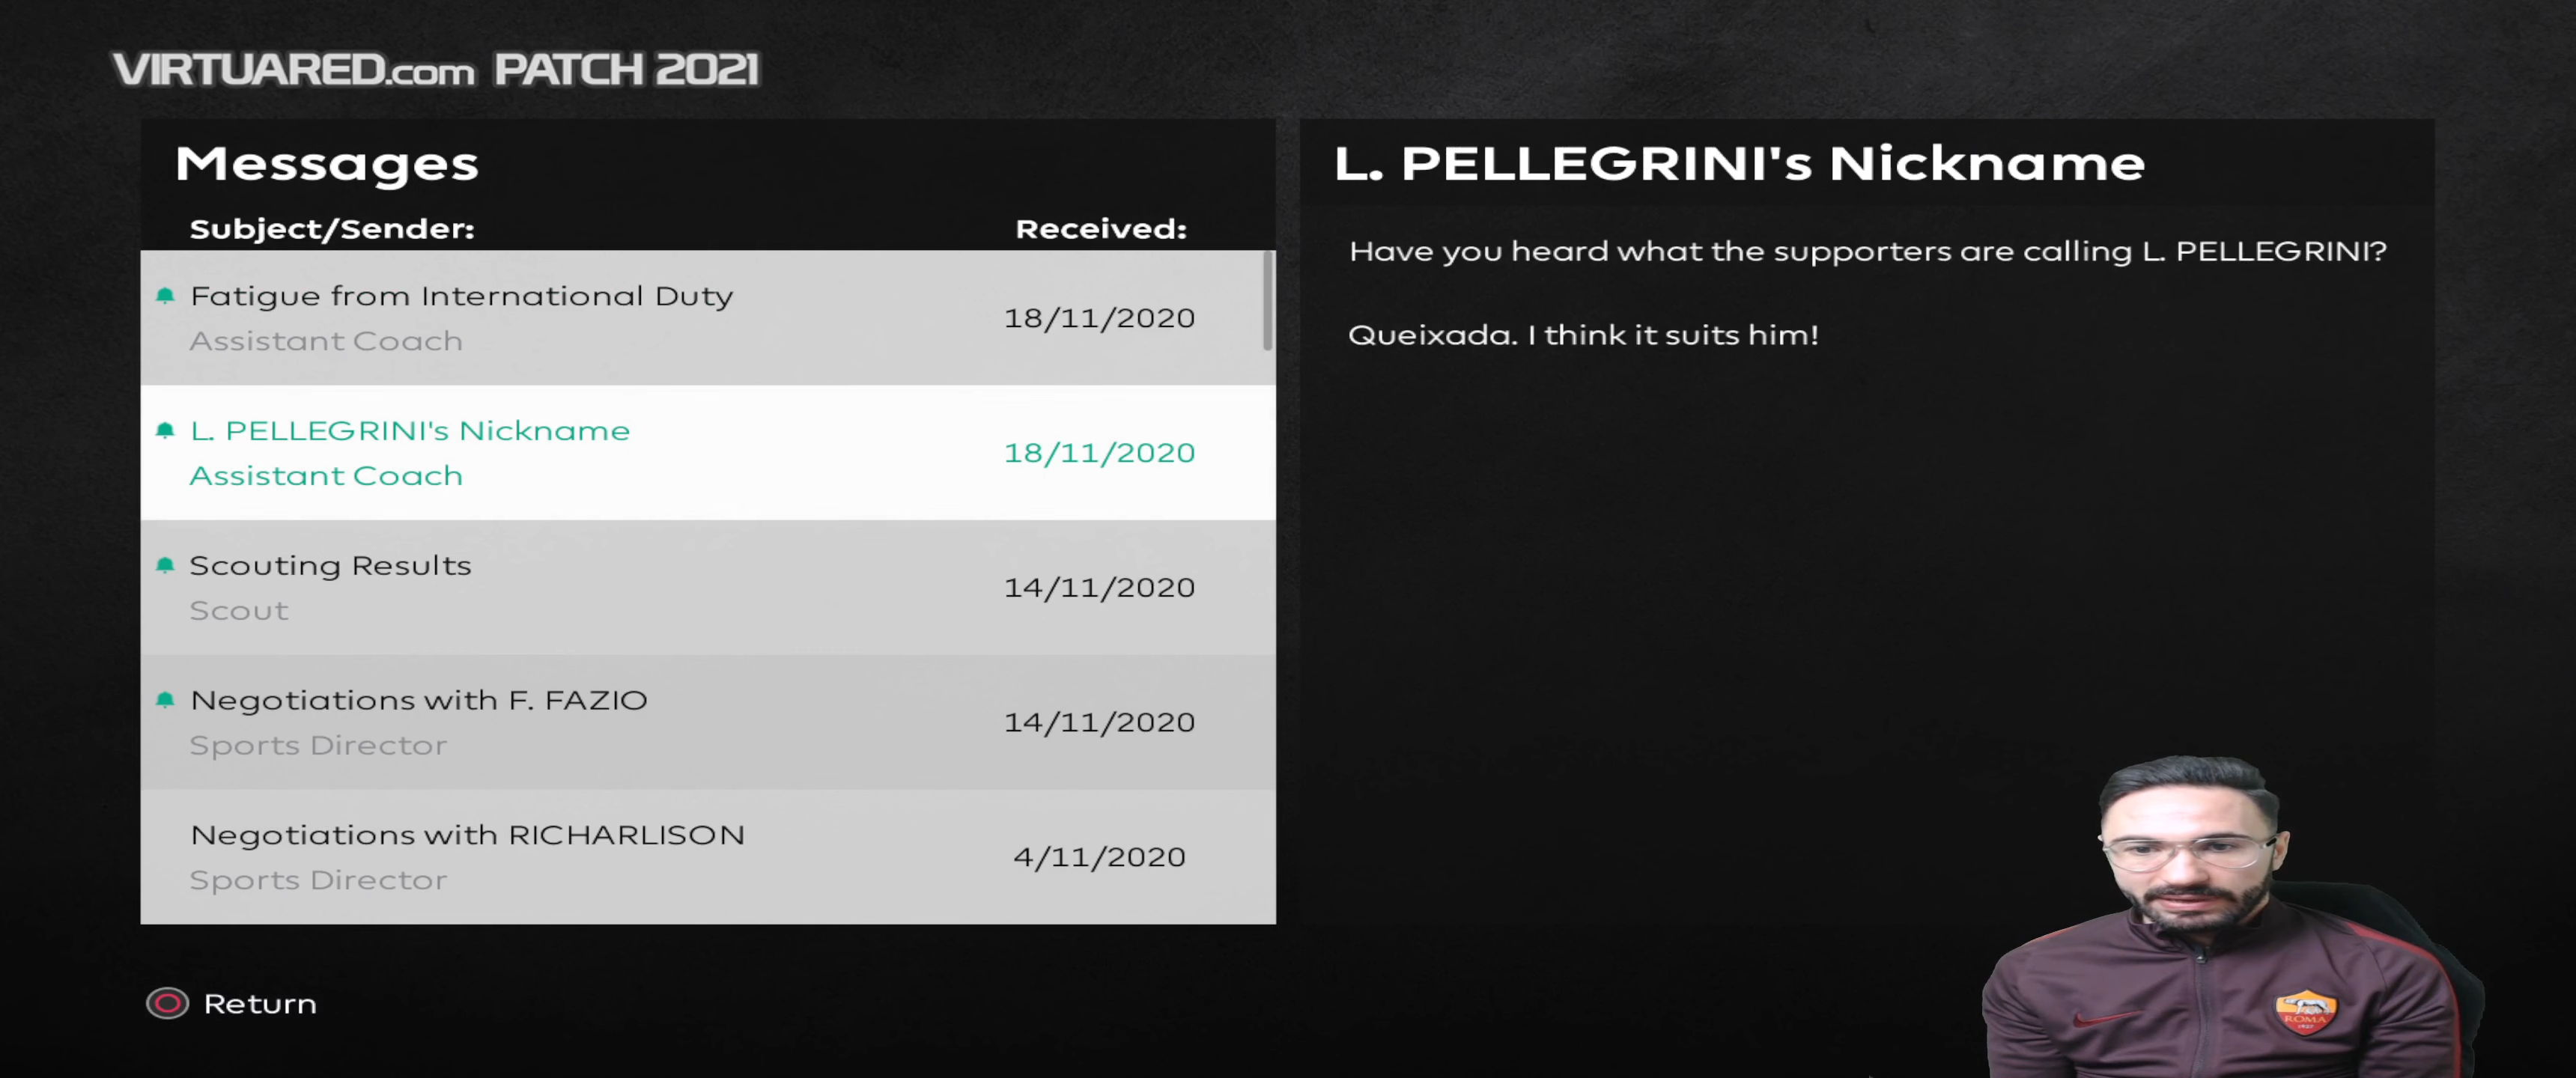 VIRTUARED.com PATCH 2021
Messages
Subject/Sender:
Received:
Fatigue from International Duty
Assistant Coach
18/11/2020
L. PELLEGRINI's Nickname
Assistant Coach
18/11/2020
Scouting Results
Scout
14/11/2020
Negotiations with F. FAZIO
Sports Director
14/11/2020
Negotiations with RICHARLISON
Sports Director
4/11/2020
Return
L. PELLEGRINI's Nickname
Have you heard what the supporters are calling L. PELLEGRINI?
Queixada. I think it suits him!
ROMA
1927